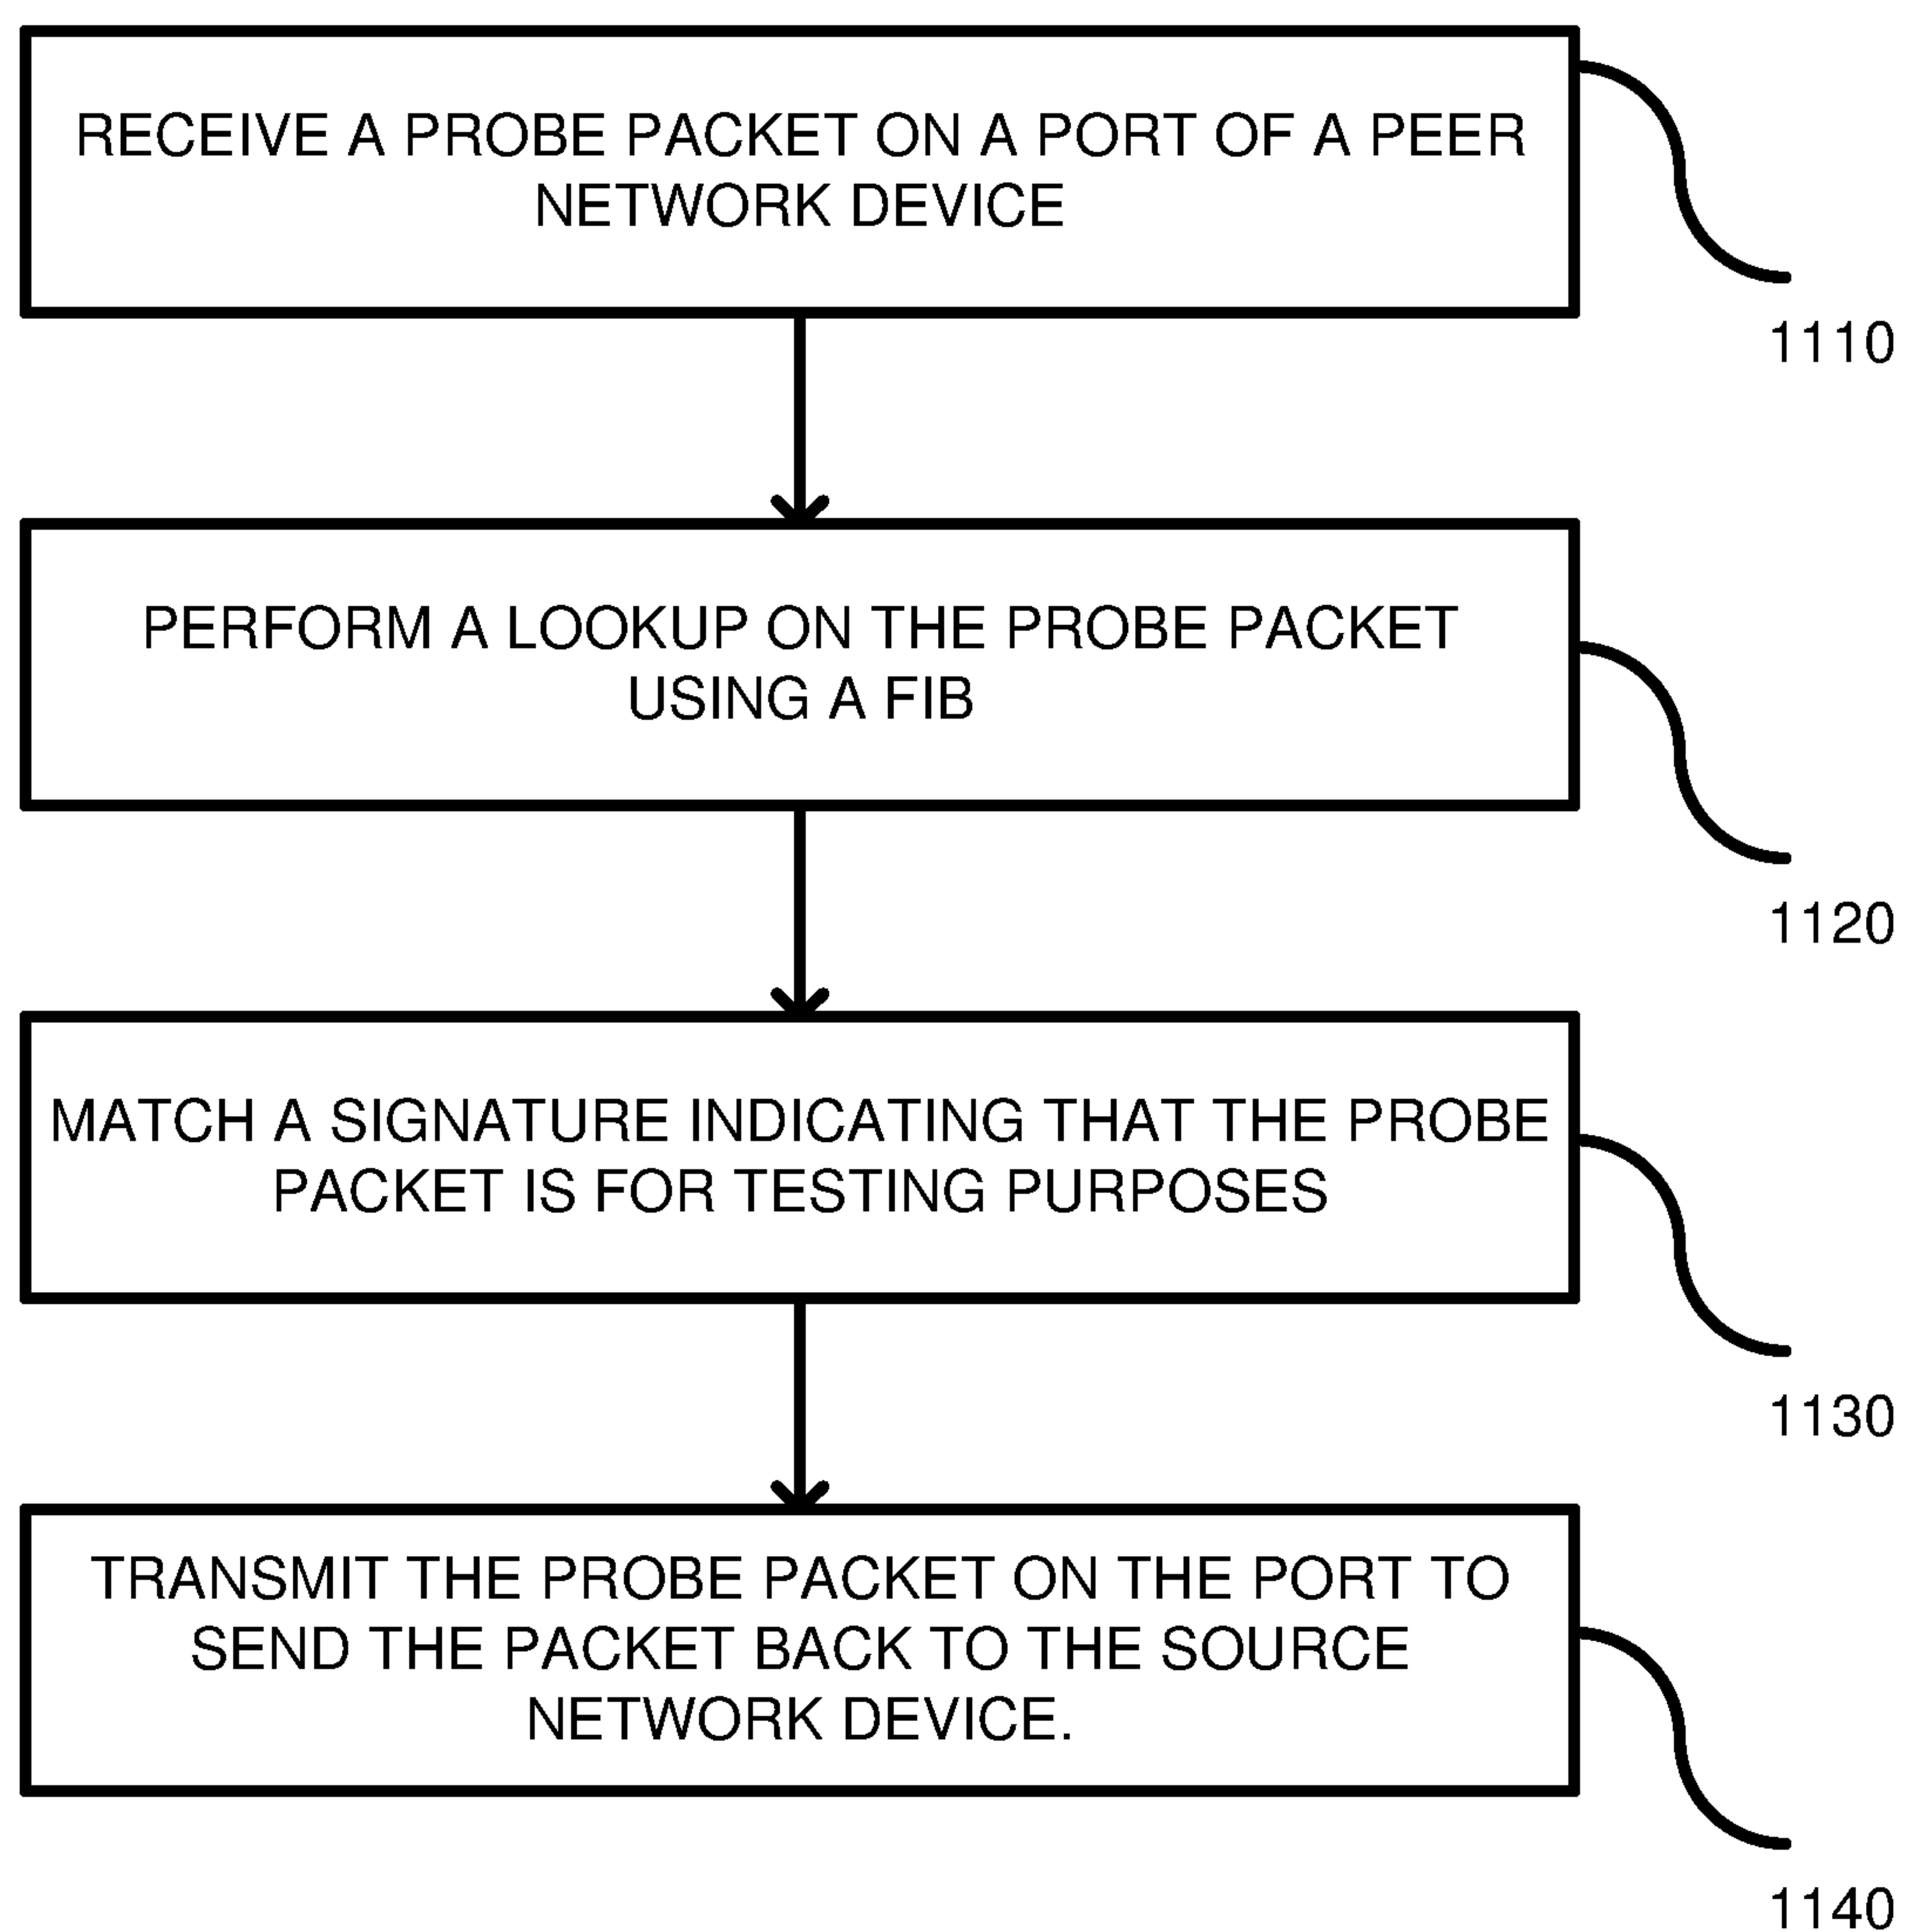 RECEIVE A PROBE PACKET ON A PORT OF A PEER
NETWORK DEVICE
1110
PERFORM A LOOKUP ON THE PROBE PACKET
USING A FIB
1120
MATCH A SIGNATURE INDICATING THAT THE PROBE
PACKET IS FOR TESTING PURPOSES
1130
TRANSMIT THE PROBE PACKET ON THE PORT TO
SEND THE PACKET BACK TO THE SOURCE
NETWORK DEVICE.
1140